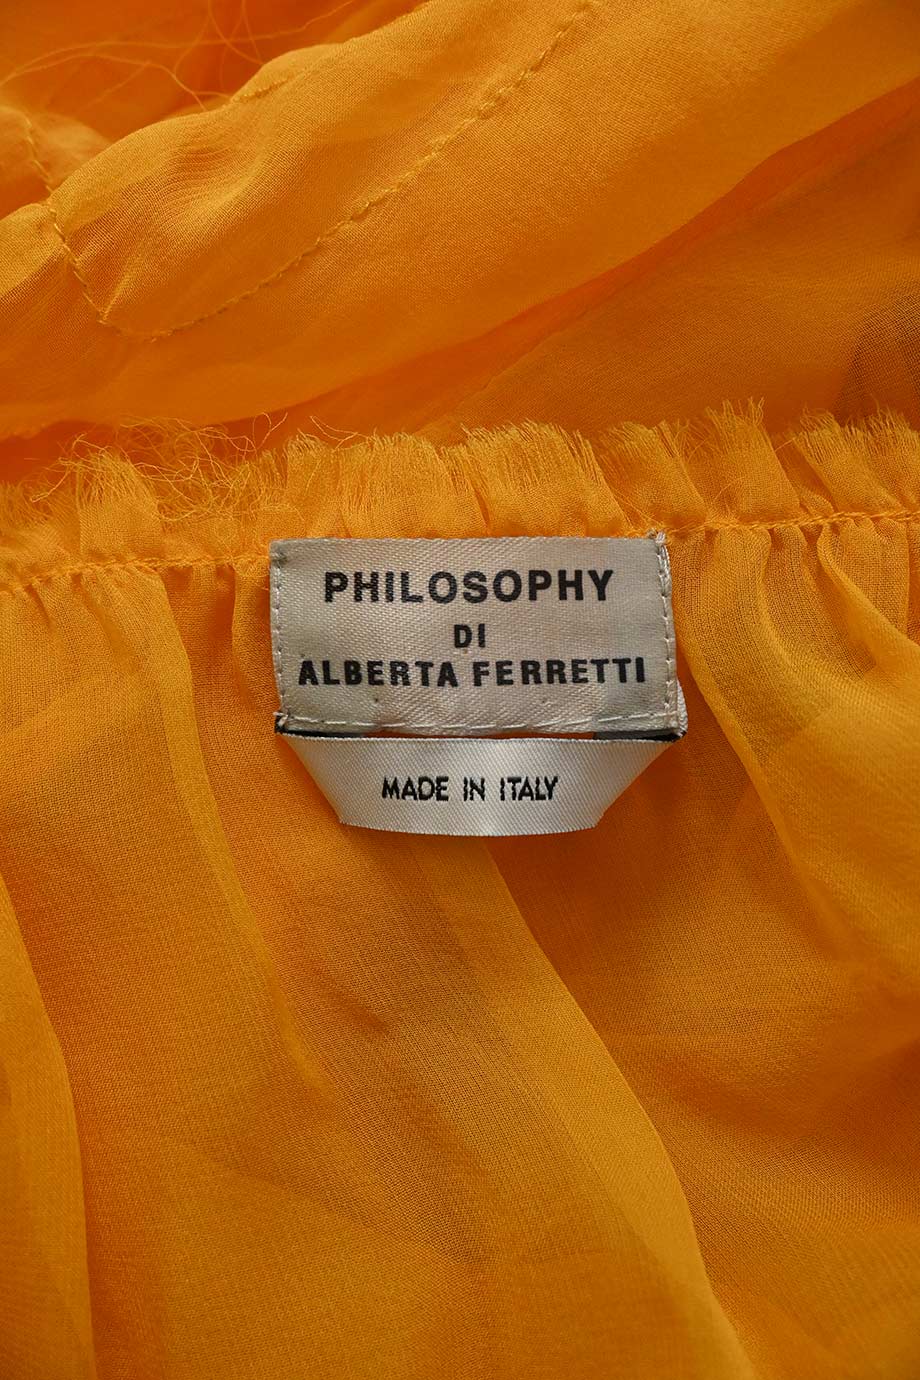 PHILOSOPHY
DI
ALBERTA FERRETTI
MADE IN ITALY